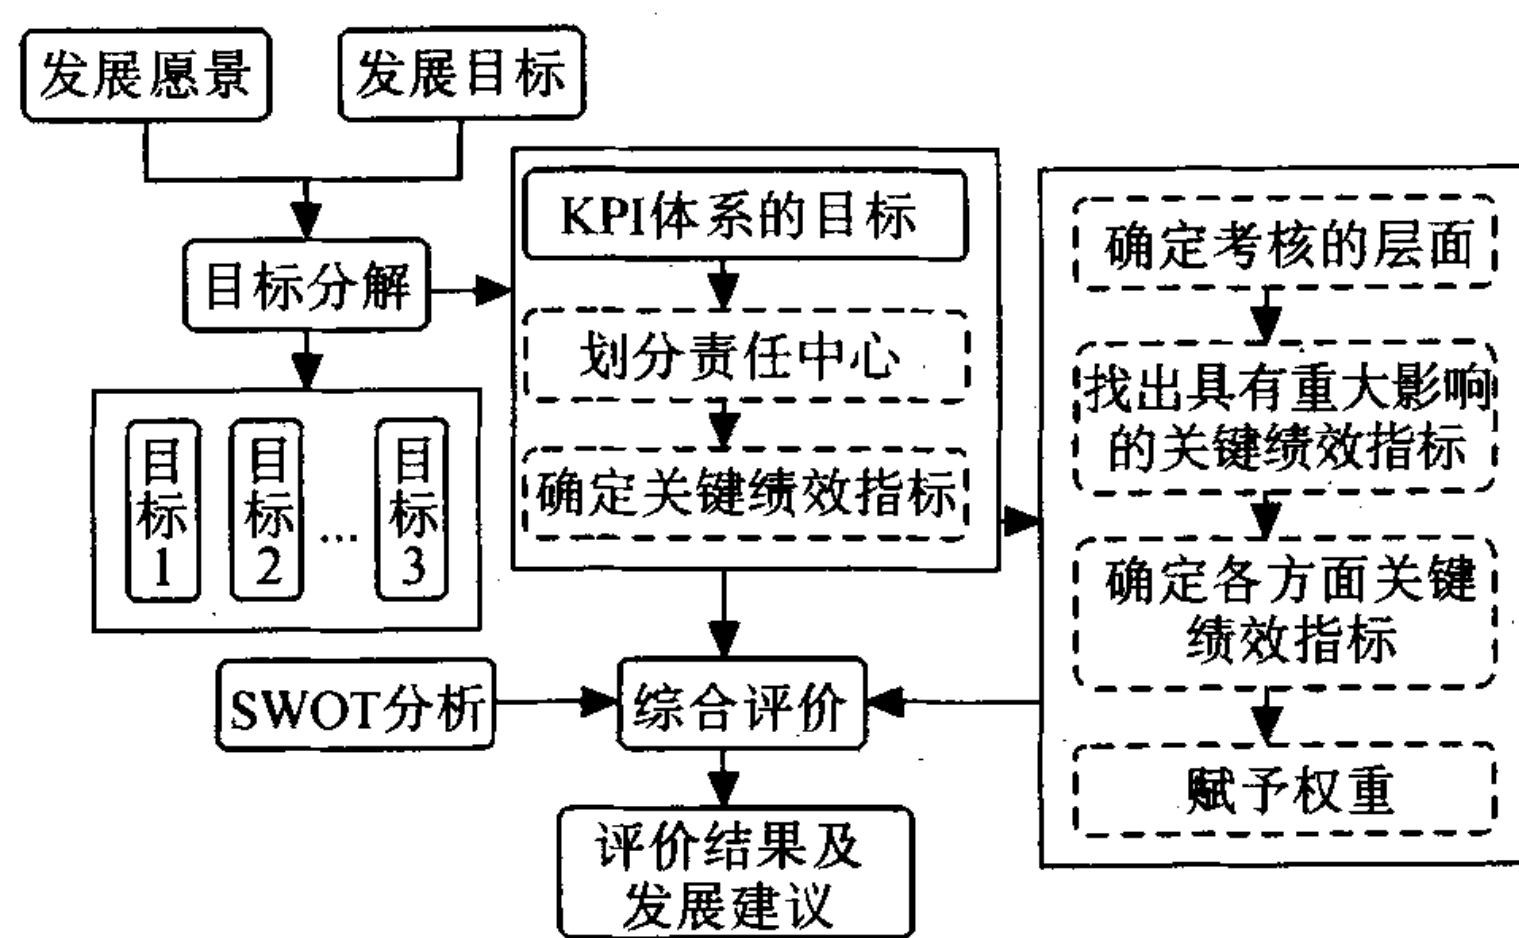 发展愿景
发展目标
目标分解
目标1
目标2
...
目标3
KPI体系的目标
划分责任中心
确定关键绩效指标
确定考核的层面
找出具有重大影响
的关键绩效指标
确定各方面关键
绩效指标
赋予权重
SWOT分析
综合评价
评价结果及
发展建议